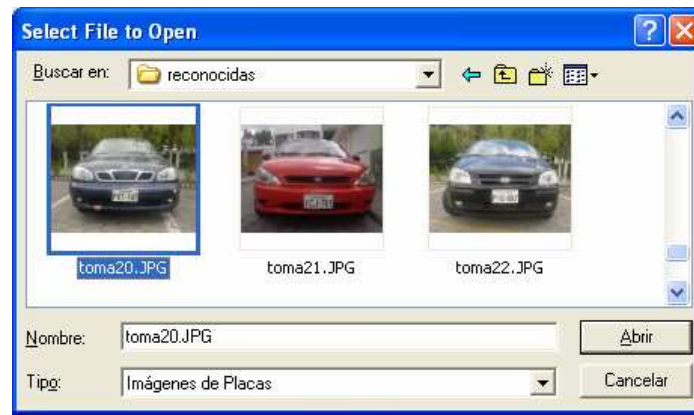 Select File to Open
Buscar en: reconocidas
toma20.JPG toma21.JPG toma22.JPG
Nombre: toma20.JPG Abrir
Tipo: Imágenes de Placas Cancelar